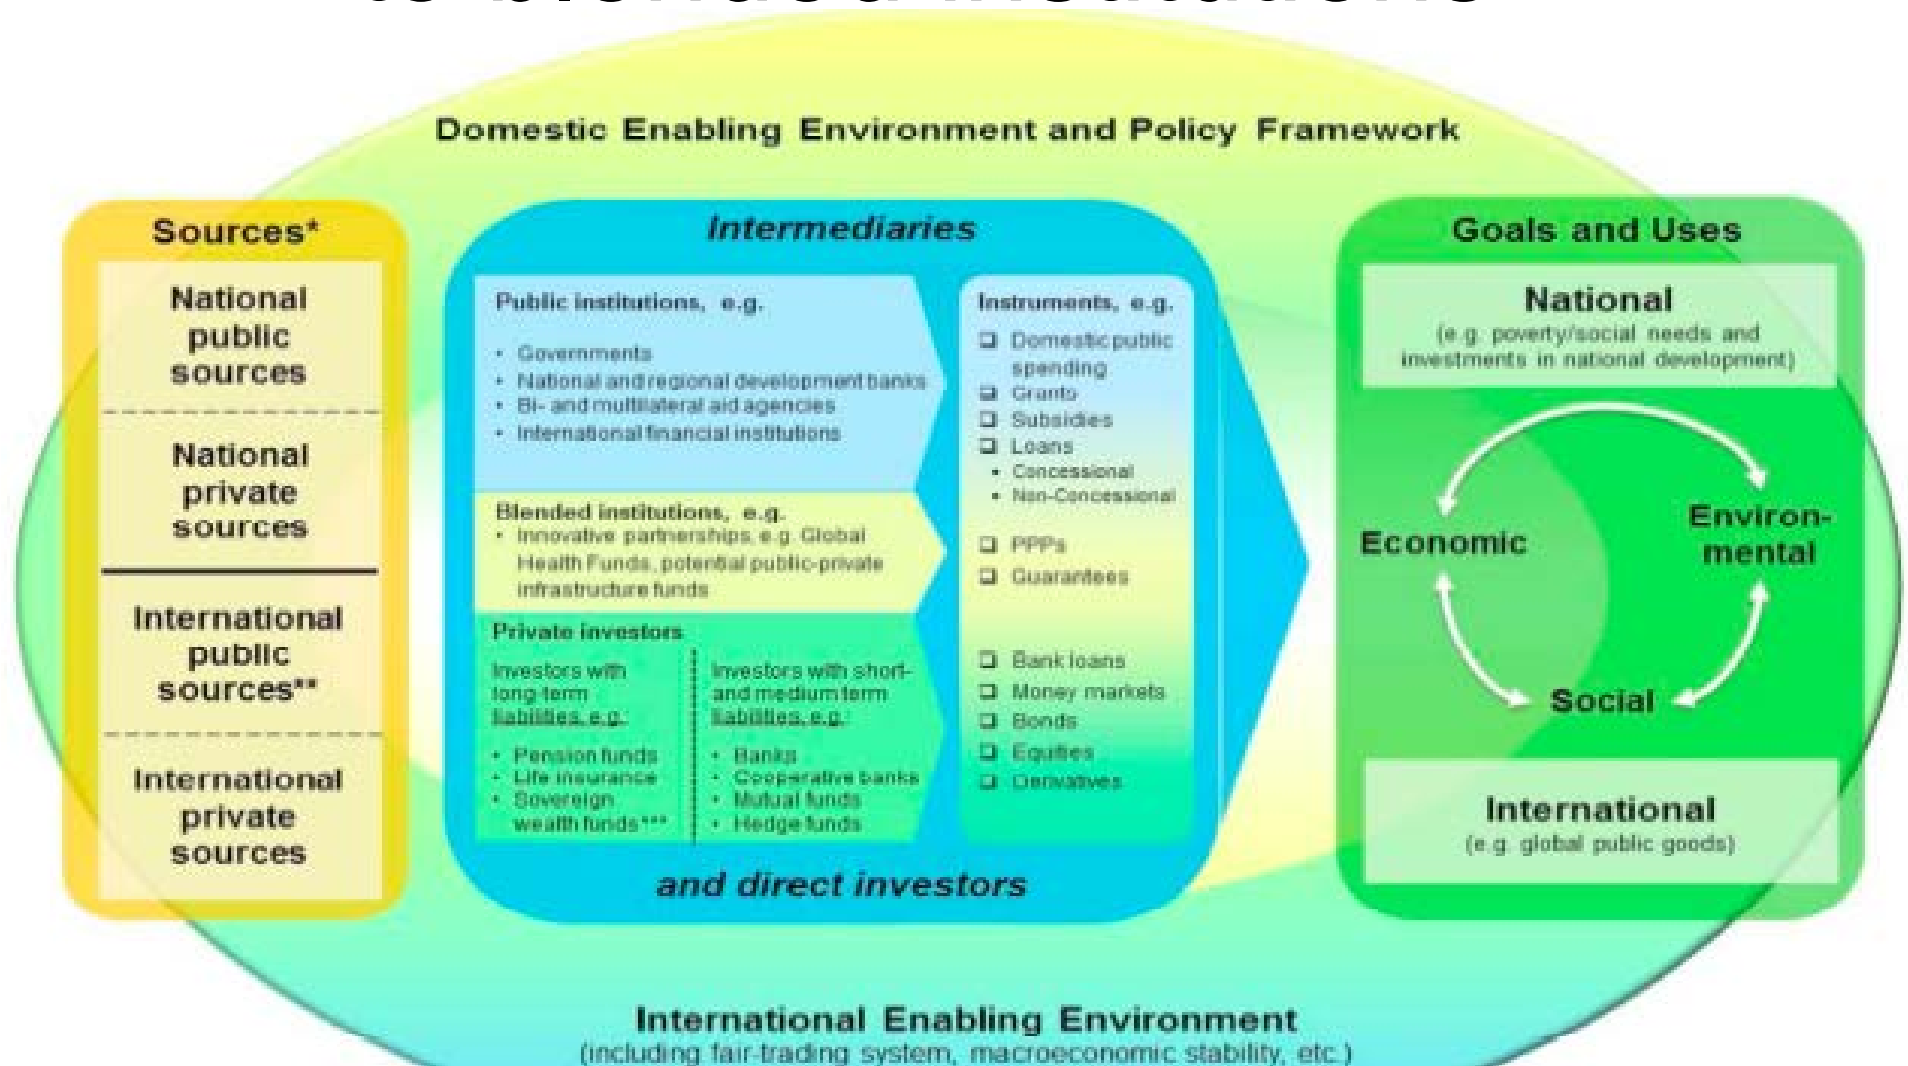 to blended institutions
Domestic Enabling Environment and Policy Framework
Sources*
National
public
sources
National
private
sources
International
public
sources**
International
private
sources
Intermediaries
Public institutions, e.g.
• Governments
• National and regional development banks
• Bi- and multilateral aid agencies
• International financial institutions
Blended institutions, e.g.
• Innovative partnerships, e.g. Global
Health Funds, potential public-private
infrastructure funds
Private investors
Investors with
long-term
liabilities, e.g.:
• Pension funds
• Life insurance
• Sovereign
wealth funds***
Investors with short-
and medium term
liabilities, e.g.:
• Banks
• Cooperative banks
• Mutual funds
• Hedge funds
Instruments, e.g.
❑ Domestic public
spending
❑ Grants
❑ Subsidies
❑ Loans
• Concessional
• Non-Concessional
❑ PPPs
❑ Guarantees
❑ Bank loans
❑ Money markets
❑ Bonds
❑ Equities
❑ Derivatives
and direct investors
Goals and Uses
National
(e.g. poverty/social needs and
investments in national development)
Economic
Environ-
mental
Social
International
(e.g. global public goods)
International Enabling Environment
(including fair-trading system, macroeconomic stability, etc.)